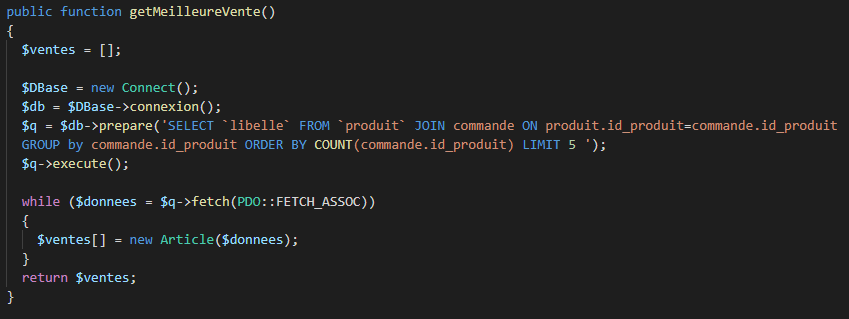 public function getMeilleureVente()
{
$ventes = [];
$DBase = new Connect();
$db = $DBase->connexion();
$q = $db->prepare('SELECT `libelle` FROM `produit` JOIN commande ON produit.id_produit=commande.id_produit
GROUP by commande.id_produit ORDER BY COUNT(commande.id_produit) LIMIT 5 ');
$q->execute();
while ($donnees = $q->fetch(PDO::FETCH_ASSOC))
{
$ventes[] = new Article($donnees);
}
return $ventes;
}